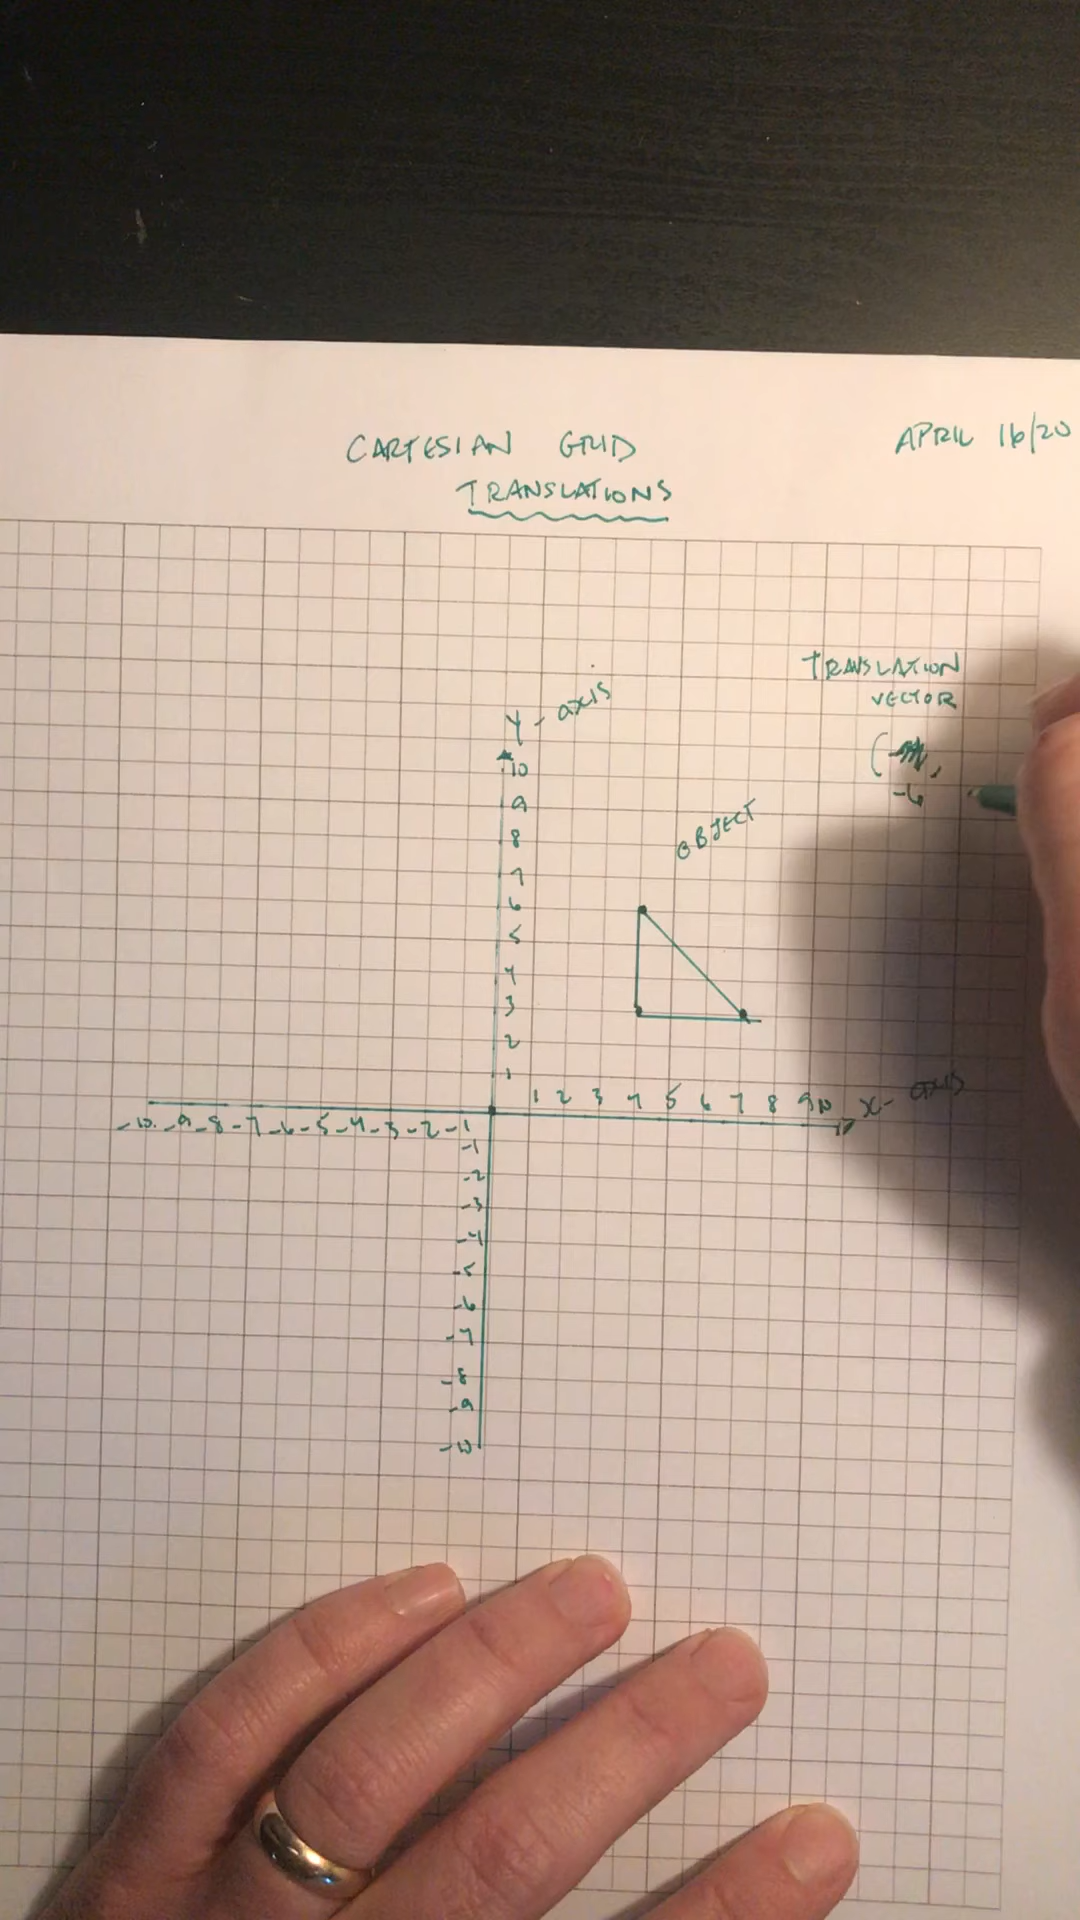 CARTESIAN GRID
APRIL 16/20
TRANSLATIONS
TRANSLATION
VECTOR
(
,
-6
Y - axis
10
9
8
7
6
5
4
3
2
1
OBJECT
1 2 3 4 5 6 7 8 9 10 x- axis
-10 -9 -8 -7 -6 -5 -4 -3 -2 -1
-1
-2
-3
-4
-5
-6
-7
-8
-9
-10